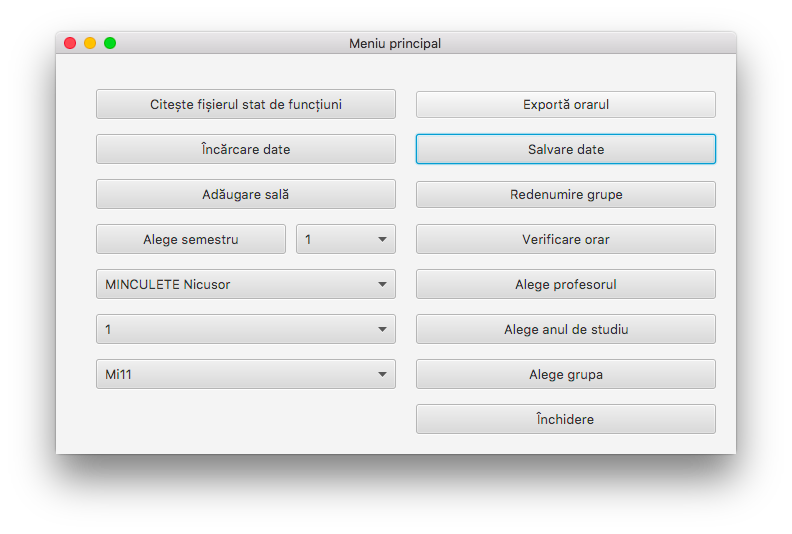 Meniu principal
Citește fișierul stat de funcțiuni
Exportă orarul
Încărcare date
Salvare date
Adăugare sală
Redenumire grupe
Alege semestru
1
Verificare orar
MINCULETE Nicusor
Alege profesorul
1
Alege anul de studiu
Mi11
Alege grupa
Închidere